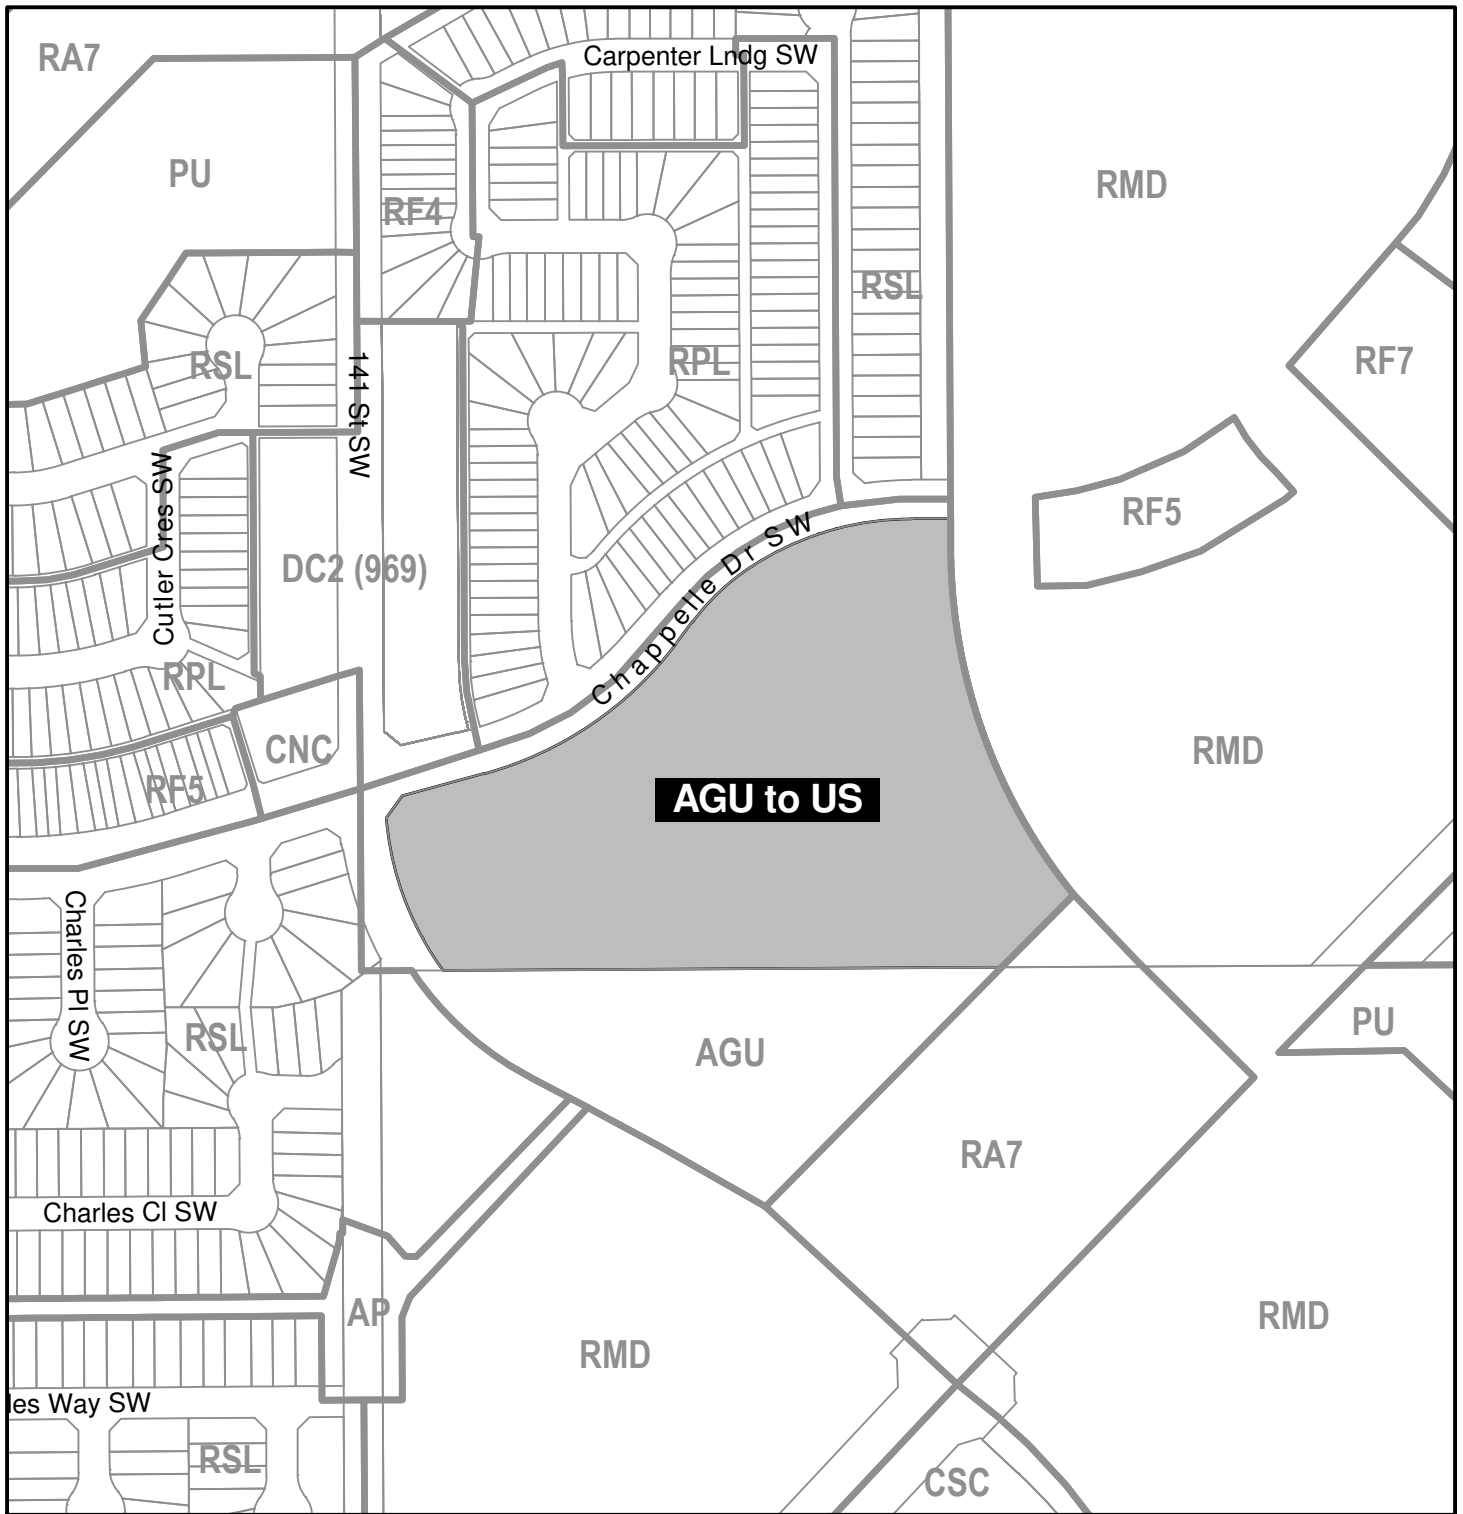 RA7
Carpenter Lndg SW
PU
RMD
RF4
RSL
RSL
141 St SW
RPL
RF7
Cutler Cres SW
RF5
DC2 (969)
Chappelle Dr SW
RPL
CNC
RMD
RF5
AGU to US
Charles Pl SW
PU
RSL
AGU
RA7
Charles Cl SW
AP
RMD
RMD
les Way SW
RSL
CSC